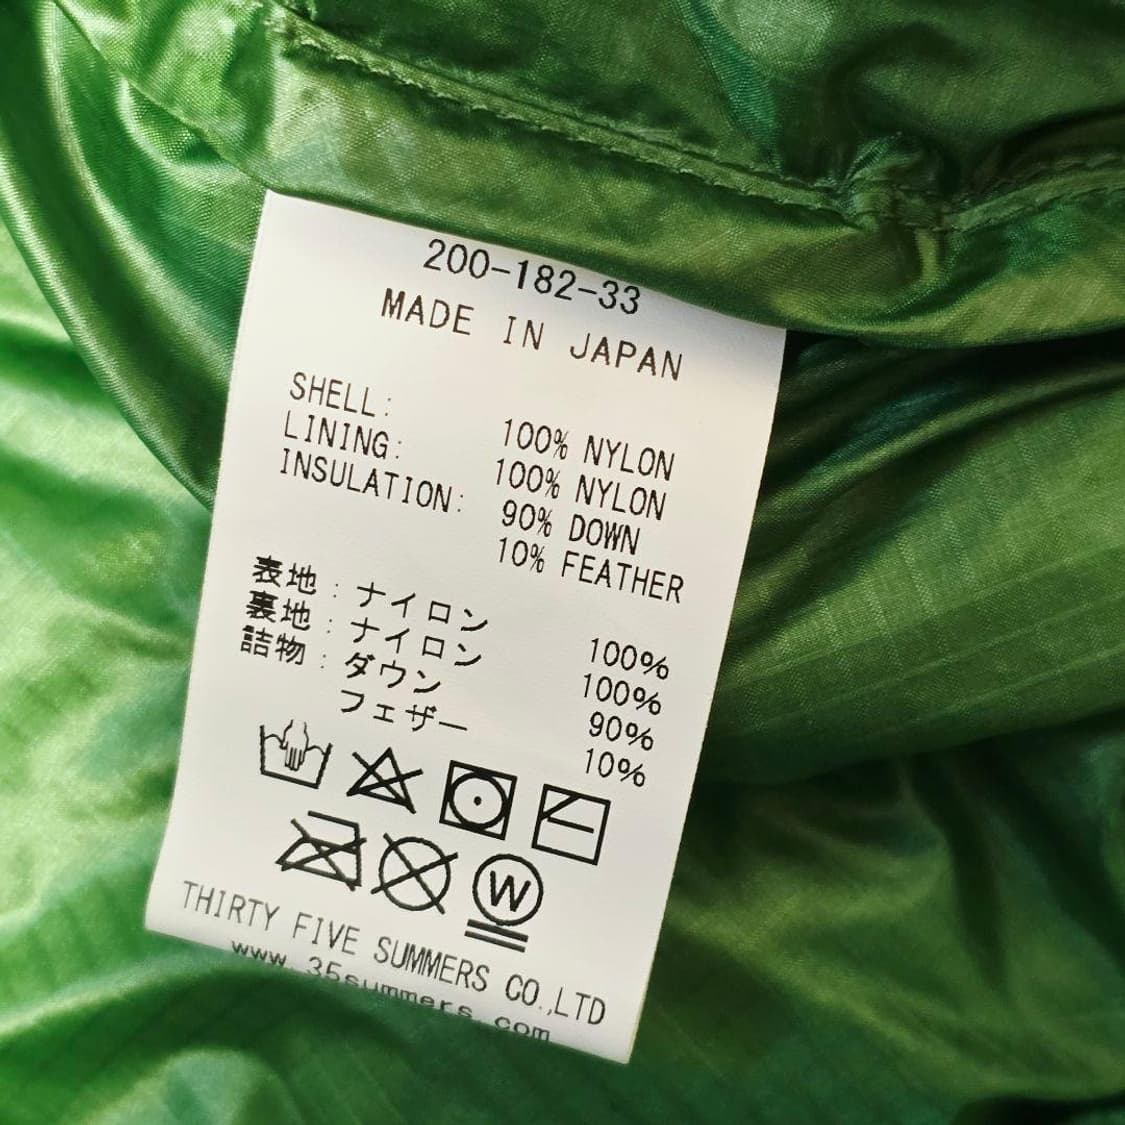 200-182-33
MADE IN JAPAN
SHELL: 100% NYLON
LINING: 100% NYLON
INSULATION: 90% DOWN
10% FEATHER
表地:ナイロン 100%
裏地:ナイロン 100%
詰物:ダウン 90%
フェザー 10%
W
THIRTY FIVE SUMMERS CO.,LTD
www.35summers.com